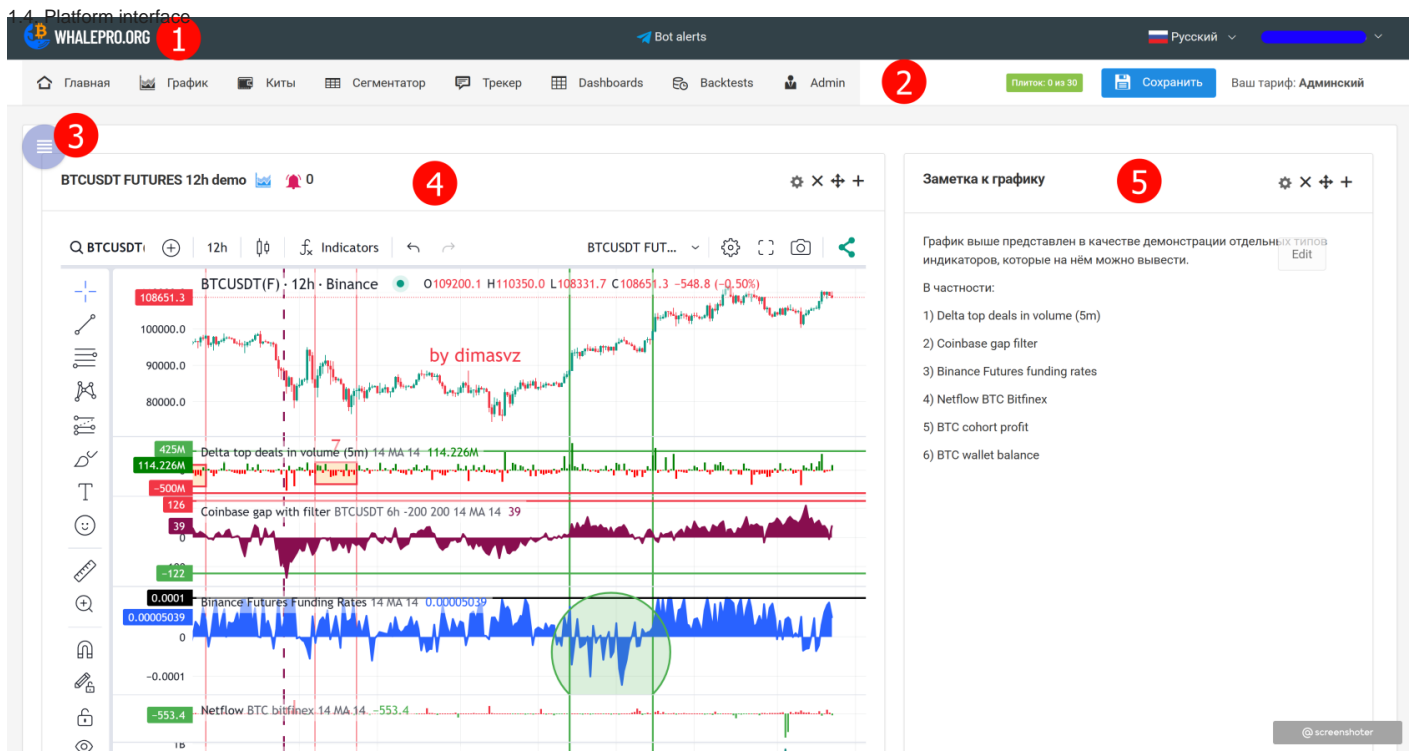 1.4. Platform interface
WHALEPRO.ORG 1 Bot alerts Русский
Главная График Киты Сегментатор Трекер Dashboards Backtests Admin 2 Плиток: 0 из 30 Сохранить Ваш тариф: Админский
3
BTCUSDT FUTURES 12h demo 0 4
Заметка к графику 5
BTCUSDT( 12h Indicators BTCUSDT FUT...
График выше представлен в качестве демонстрации отдельных типов
индикаторов, которые на нём можно вывести.
Edit
В частности:
1) Delta top deals in volume (5m)
2) Coinbase gap filter
3) Binance Futures funding rates
4) Netflow BTC Bitfinex
5) BTC cohort profit
6) BTC wallet balance
BTCUSDT(F) · 12h · Binance O109200.1 H110350.0 L108331.7 C108651.3 −548.8 (−0.50%)
108651.3
100000.0
by dimasvz
90000.0
80000.0
7
425M
Delta top deals in volume (5m) 14 MA 14 114.226M
114.226M
−500M
126
Coinbase gap with filter BTCUSDT 6h -200 200 14 MA 14 39
39
0
−122
0.0001
Binance Futures Funding Rates 14 MA 14 0.00005039
0.00005039
0
−0.0001
Netflow BTC bitfinex 14 MA 14 −553.4
−553.4
1B
@screenshoter